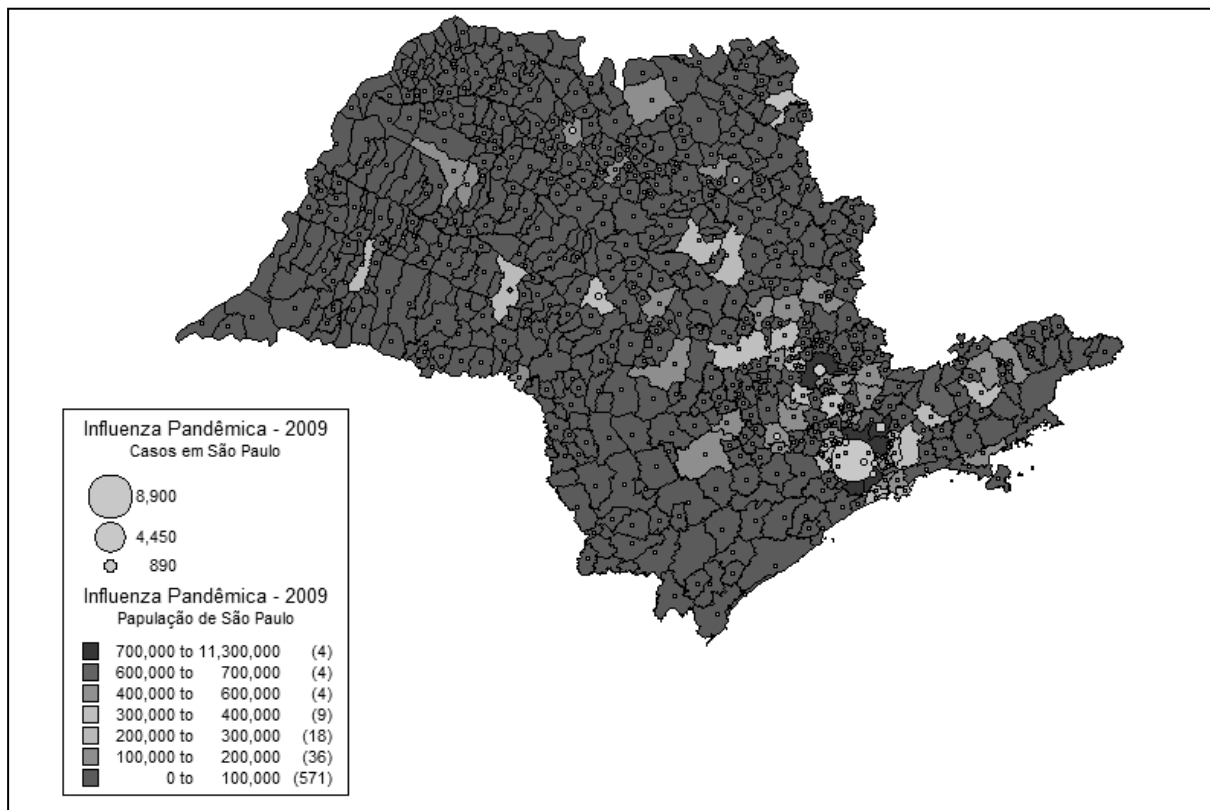 Influenza Pandêmica - 2009
Casos em São Paulo
8,900
4,450
890
Influenza Pandêmica - 2009
Papulação de São Paulo
700,000 to 11,300,000 (4)
600,000 to 700,000 (4)
400,000 to 600,000 (4)
300,000 to 400,000 (9)
200,000 to 300,000 (18)
100,000 to 200,000 (36)
0 to 100,000 (571)